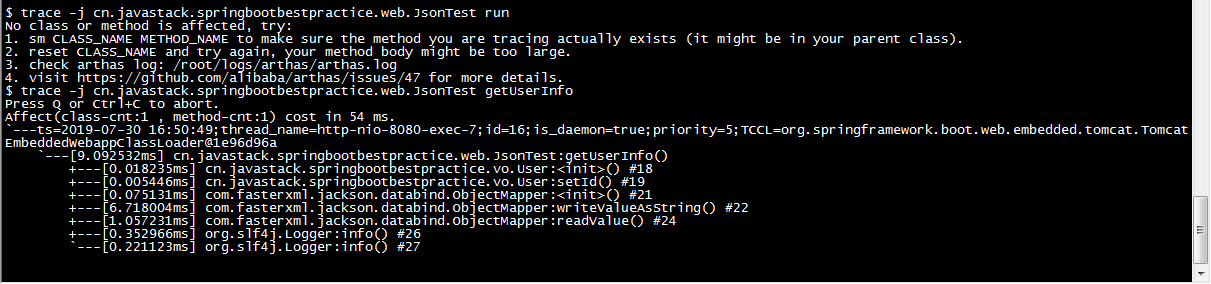 $ trace -j cn.javastack.springbootbestpractice.web.JsonTest run
No class or method is affected, try:
1. sm CLASS_NAME METHOD_NAME to make sure the method you are tracing actually exists (it might be in your parent class).
2. reset CLASS_NAME and try again, your method body might be too large.
3. check arthas log: /root/logs/arthas/arthas.log
4. visit https://github.com/alibaba/arthas/issues/47 for more details.
$ trace -j cn.javastack.springbootbestpractice.web.JsonTest getUserInfo
Press Q or Ctrl+C to abort.
Affect(class-cnt:1 , method-cnt:1) cost in 54 ms.
`---ts=2019-07-30 16:50:49;thread_name=http-nio-8080-exec-7;id=16;is_daemon=true;priority=5;TCCL=org.springframework.boot.web.embedded.tomcat.Tomcat
EmbeddedWebappClassLoader@1e96d96a
    `---[9.092532ms] cn.javastack.springbootbestpractice.web.JsonTest:getUserInfo()
        +---[0.018235ms] cn.javastack.springbootbestpractice.vo.User:<init>() #18
        +---[0.005446ms] cn.javastack.springbootbestpractice.vo.User:setId() #19
        +---[0.075131ms] com.fasterxml.jackson.databind.ObjectMapper:<init>() #21
        +---[6.718004ms] com.fasterxml.jackson.databind.ObjectMapper:writeValueAsString() #22
        +---[1.057231ms] com.fasterxml.jackson.databind.ObjectMapper:readValue() #24
        +---[0.352966ms] org.slf4j.Logger:info() #26
        `---[0.221123ms] org.slf4j.Logger:info() #27